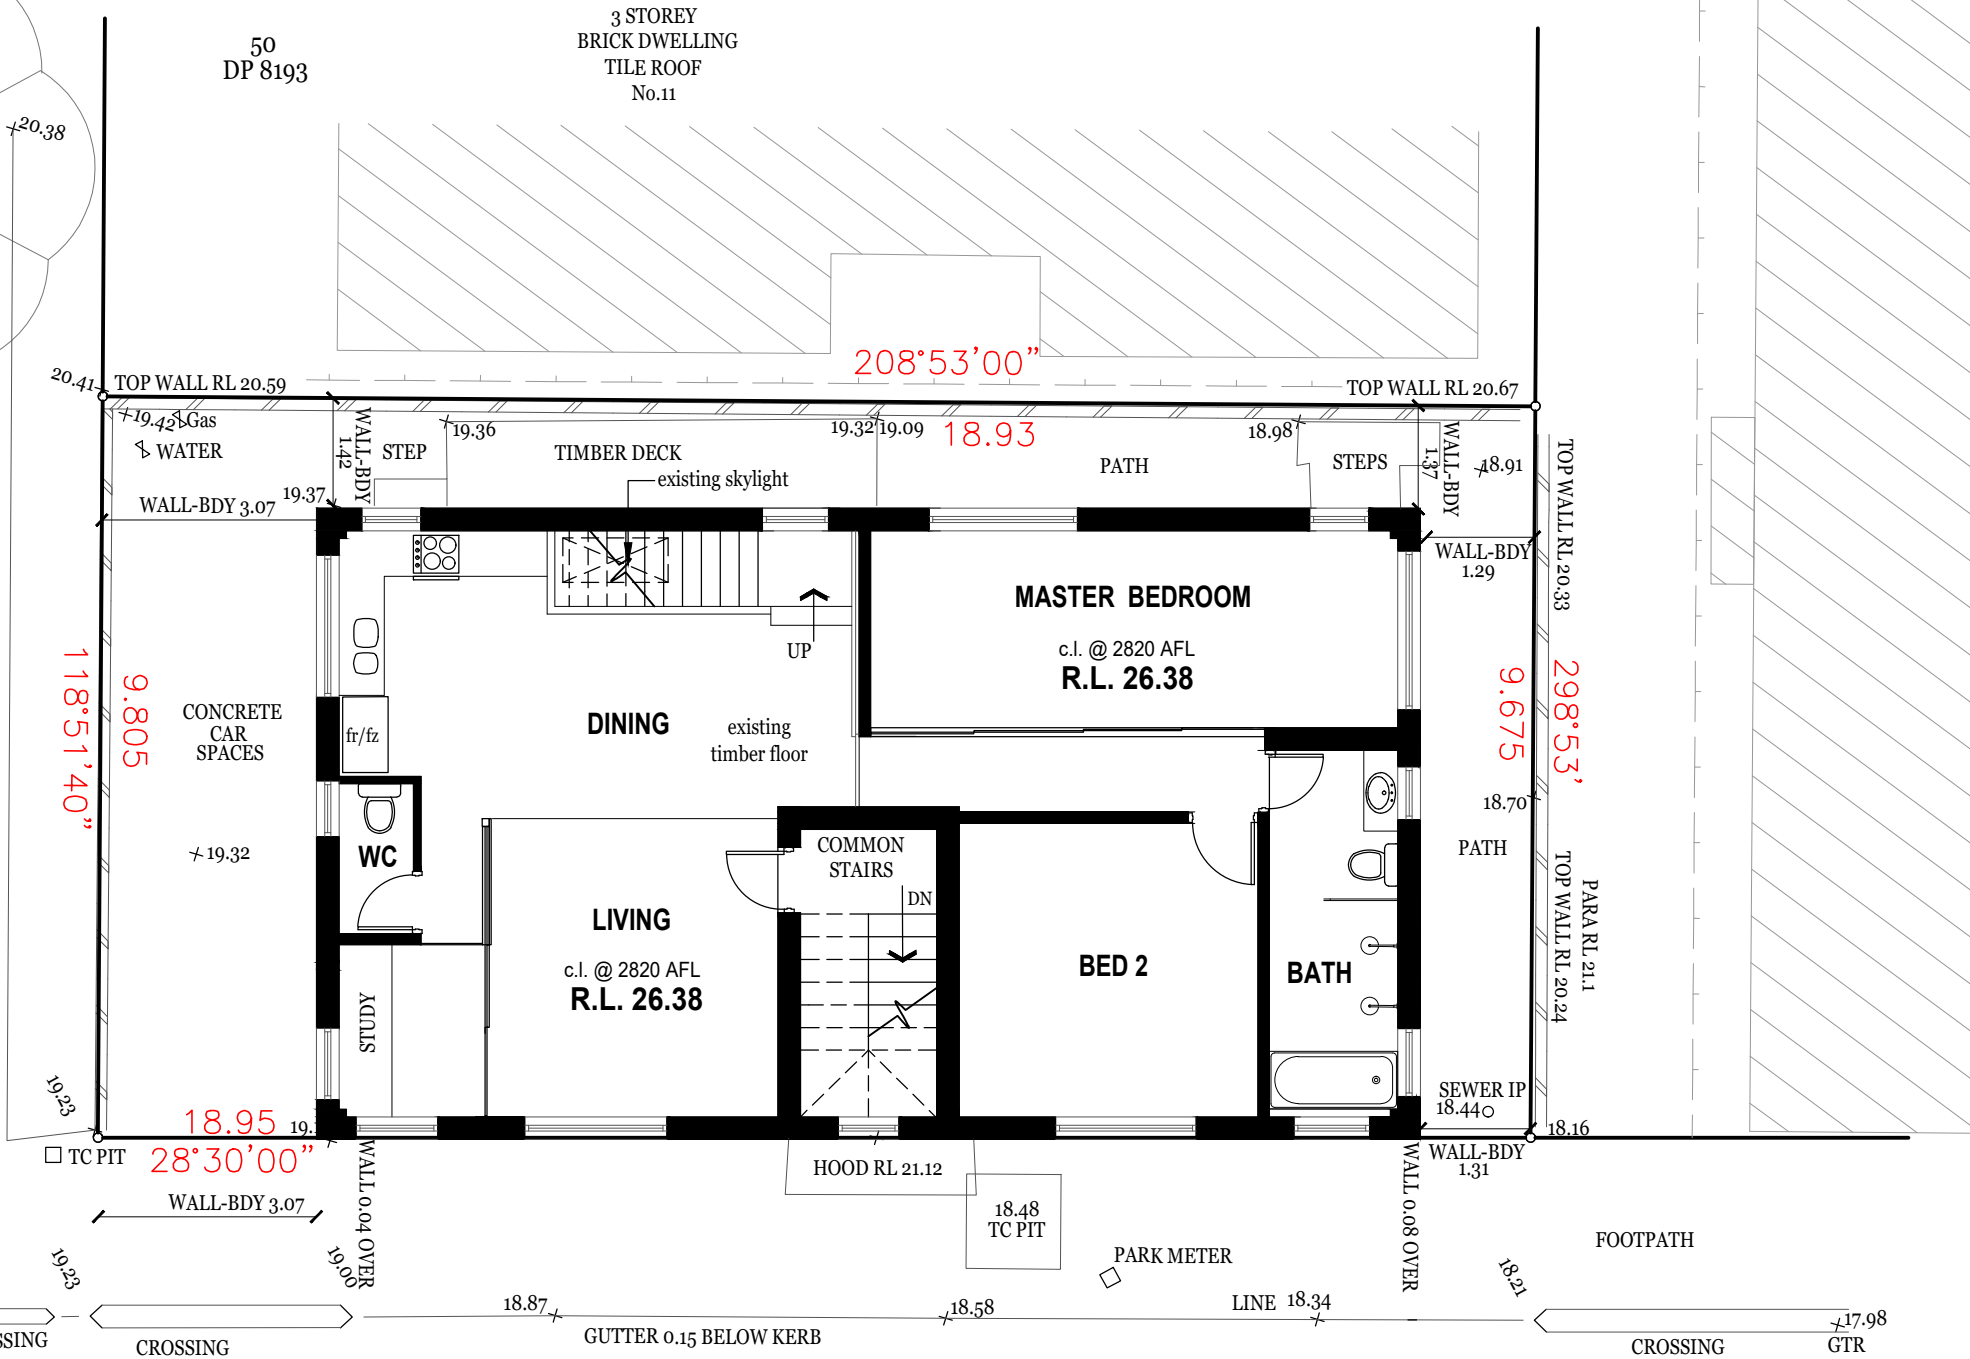 3 STOREY
BRICK DWELLING
TILE ROOF
No.11
50
DP 8193
20.38
208°53'00"
20.41
TOP WALL RL 20.59
TOP WALL RL 20.67
19.42
Gas
WATER
WALL-BDY
1.42
STEP
19.36
TIMBER DECK
existing skylight
19.32
19.09
18.93
PATH
18.98
STEPS
WALL-BDY
1.37
18.91
TOP WALL RL 20.33
WALL-BDY 3.07
19.37
WALL-BDY
1.29
MASTER BEDROOM
c.l. @ 2820 AFL
R.L. 26.38
UP
118°51'40"
9.805
CONCRETE
CAR
SPACES
fr/fz
DINING
existing
timber floor
9.675
298°53'
18.70
PATH
19.32
WC
COMMON
STAIRS
DN
LIVING
c.l. @ 2820 AFL
R.L. 26.38
BED 2
BATH
STUDY
PARA RL 21.1
TOP WALL RL 20.24
SEWER IP
18.44
19.23
18.95
19.
28°30'00"
TC PIT
18.16
WALL-BDY
1.31
HOOD RL 21.12
WALL 0.04 OVER
WALL 0.08 OVER
WALL-BDY 3.07
18.48
TC PIT
PARK METER
FOOTPATH
19.23
19.00
18.21
18.87
18.58
LINE
18.34
17.98
GTR
SSING
CROSSING
GUTTER 0.15 BELOW KERB
CROSSING